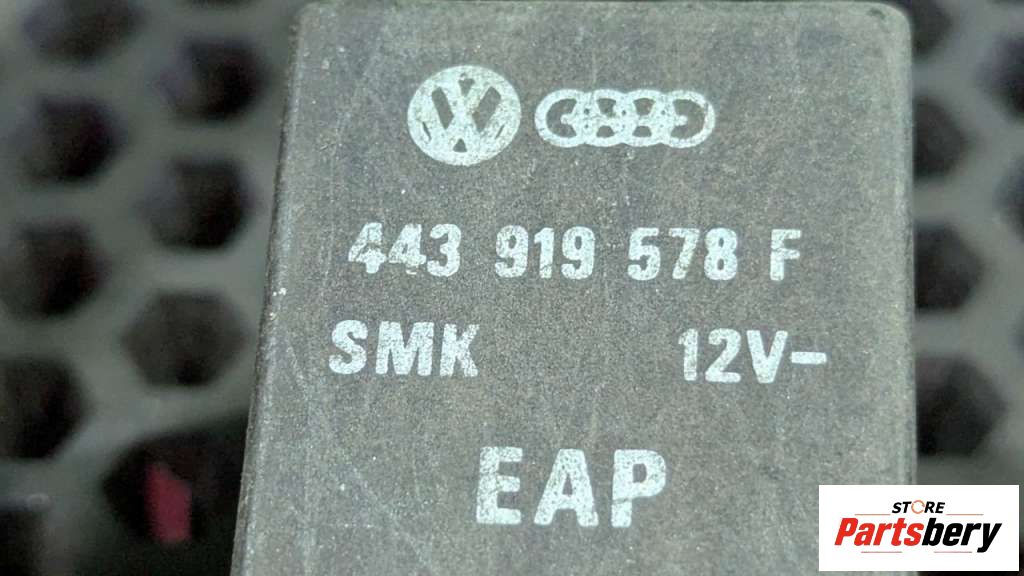 443 919 578 F
SMK 12V-
EAP
STORE
Partsbery